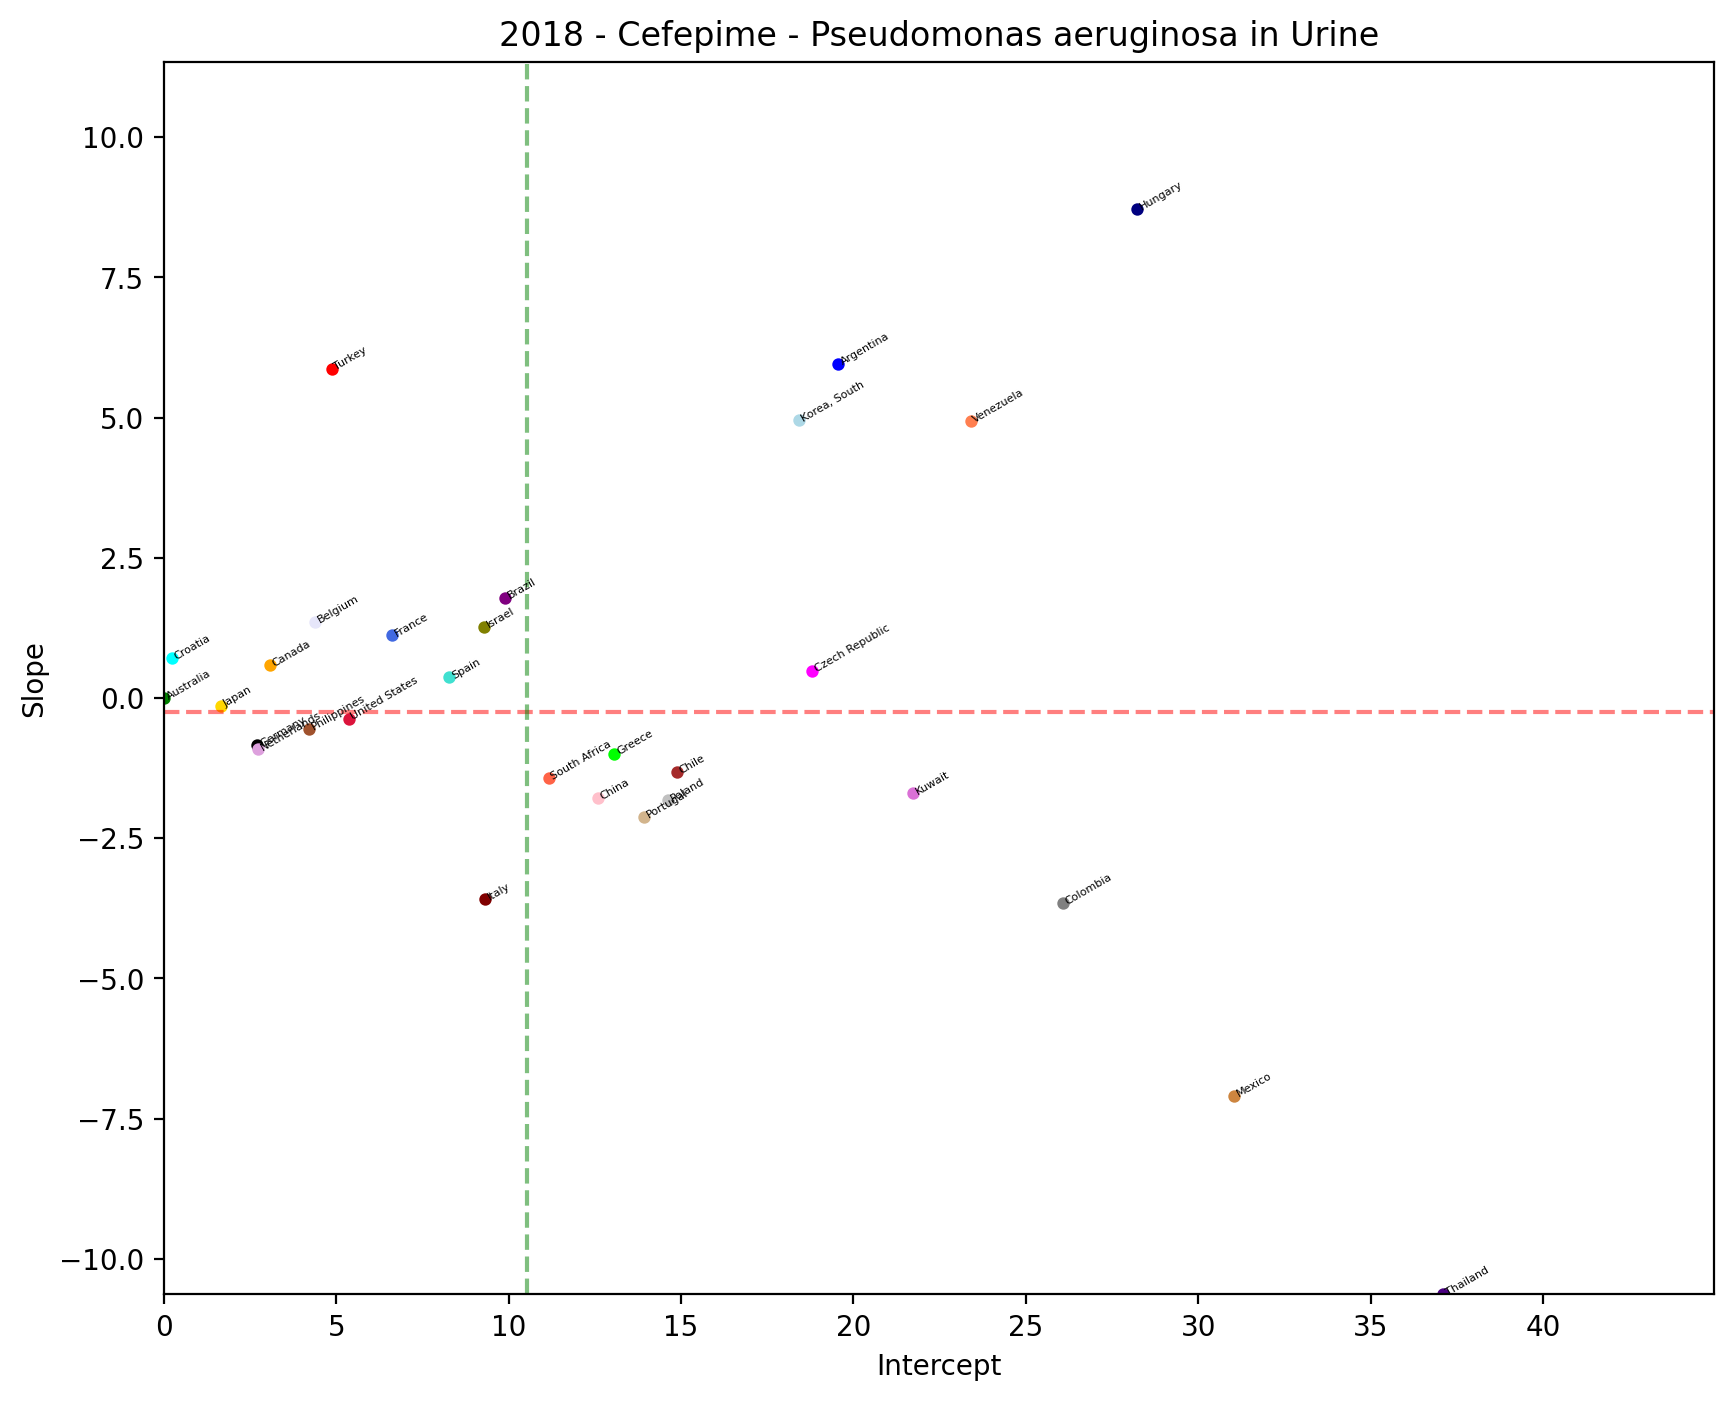 2018 - Cefepime - Pseudomonas aeruginosa in Urine
10.0
Hungary
7.5
Argentina
Turkey
Korea, South
5.0
Venezuela
2.5
Brazil
Belgium
Israel
France
Croatia
Canada
Spain
Czech Republic
Slope
0.0
Australia
Japan
United States
Philippines
Germany
Netherlands
Greece
South Africa
Chile
China
Poland
Portugal
Kuwait
−2.5
Italy
Colombia
−5.0
Mexico
−7.5
−10.0
Thailand
0 5 10 15 20 25 30 35 40
Intercept